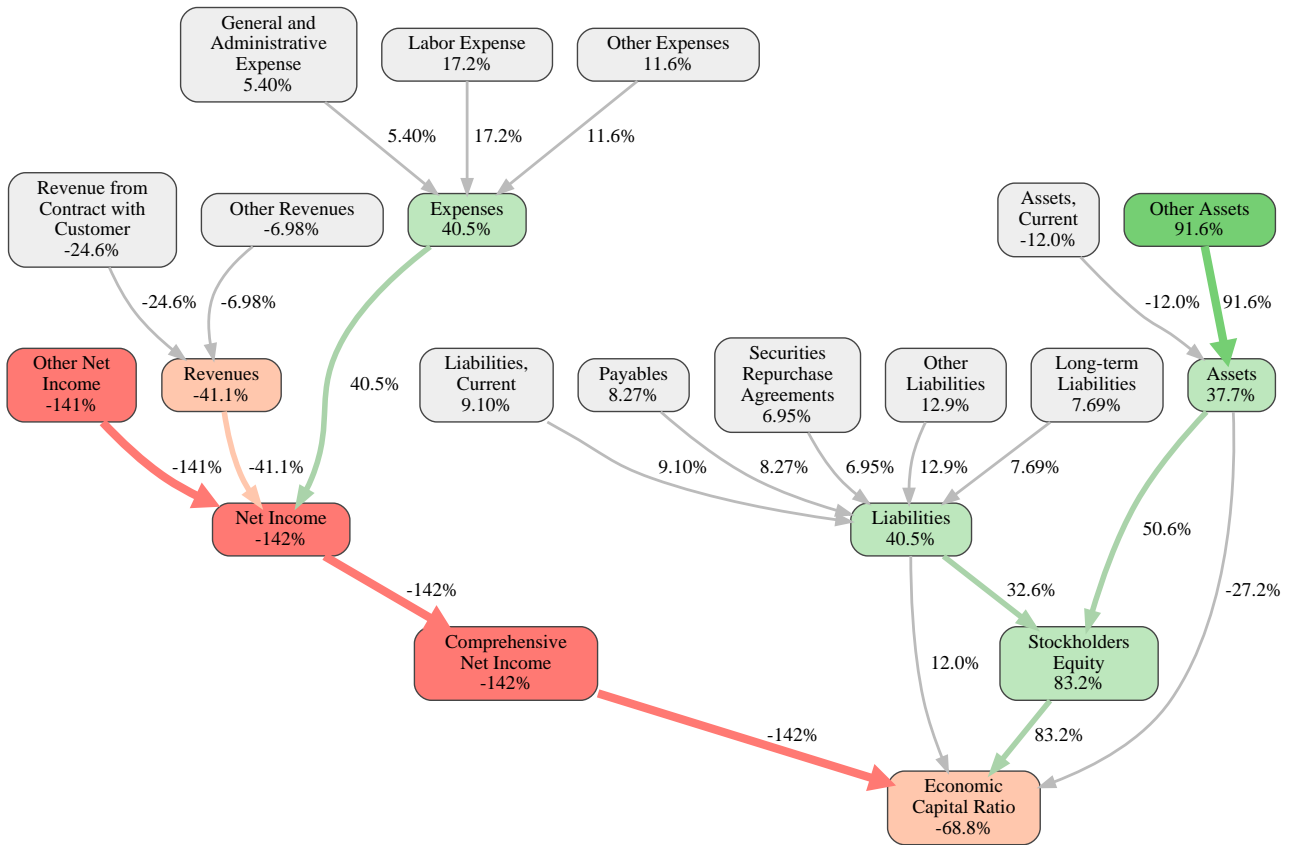 General and
Administrative
Expense
5.40%
Labor Expense
17.2%
Other Expenses
11.6%
5.40%
17.2%
11.6%
Revenue from
Contract with
Customer
-24.6%
Other Revenues
-6.98%
Expenses
40.5%
Assets,
Current
-12.0%
Other Assets
91.6%
-24.6%
-6.98%
-12.0%
91.6%
Other Net
Income
-141%
Revenues
-41.1%
40.5%
Liabilities,
Current
9.10%
Payables
8.27%
Securities
Repurchase
Agreements
6.95%
Other
Liabilities
12.9%
Long-term
Liabilities
7.69%
Assets
37.7%
-141%
-41.1%
9.10%
8.27%
6.95%
12.9%
7.69%
Net Income
-142%
Liabilities
40.5%
50.6%
-142%
32.6%
-27.2%
Comprehensive
Net Income
-142%
12.0%
Stockholders
Equity
83.2%
-142%
83.2%
Economic
Capital Ratio
-68.8%